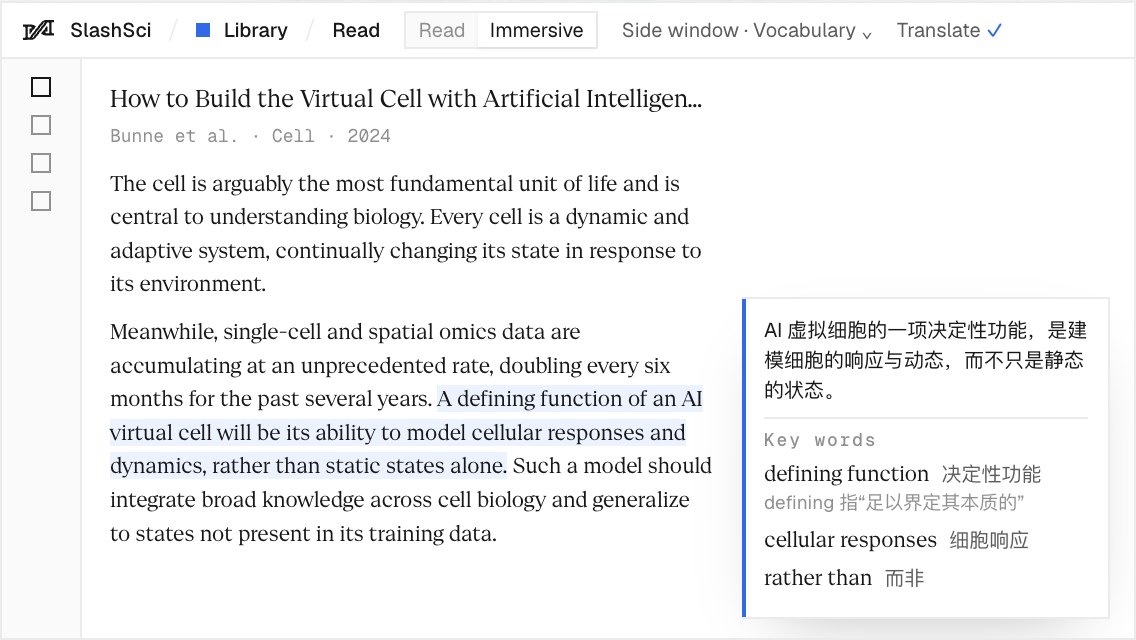 SlashSci / Library / Read Read Immersive Side window · Vocabulary Translate ✓
How to Build the Virtual Cell with Artificial Intelligen...
Bunne et al. · Cell · 2024
The cell is arguably the most fundamental unit of life and is
central to understanding biology. Every cell is a dynamic and
adaptive system, continually changing its state in response to
its environment.
Meanwhile, single-cell and spatial omics data are
accumulating at an unprecedented rate, doubling every six
months for the past several years. A defining function of an AI
virtual cell will be its ability to model cellular responses and
dynamics, rather than static states alone. Such a model should
integrate broad knowledge across cell biology and generalize
to states not present in its training data.
AI 虚拟细胞的一项决定性功能，是建
模细胞的响应与动态，而不只是静态
的状态。
Key words
defining function 决定性功能
defining 指“足以界定其本质的”
cellular responses 细胞响应
rather than 而非